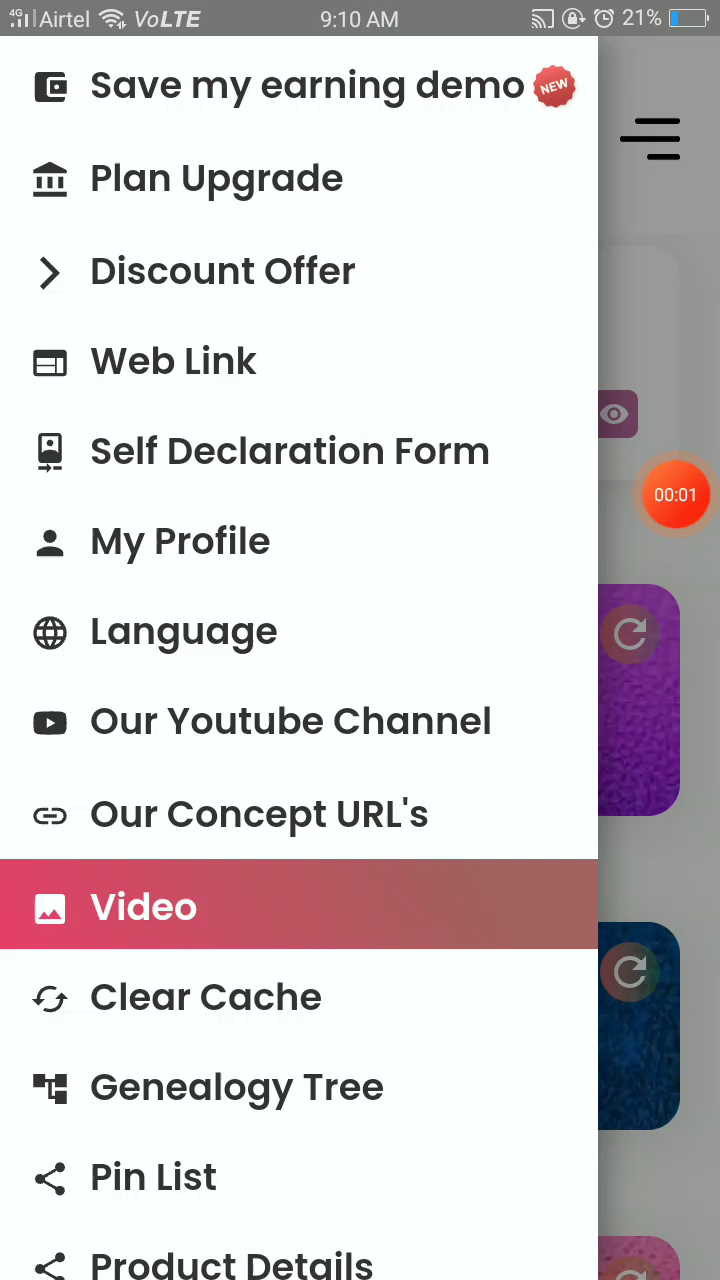 4G Airtel VoLTE 9:10 AM 21%
Save my earning demo NEW
Plan Upgrade
Discount Offer
Web Link
Self Declaration Form
00:01
My Profile
Language
Our Youtube Channel
Our Concept URL's
Video
Clear Cache
Genealogy Tree
Pin List
Product Details